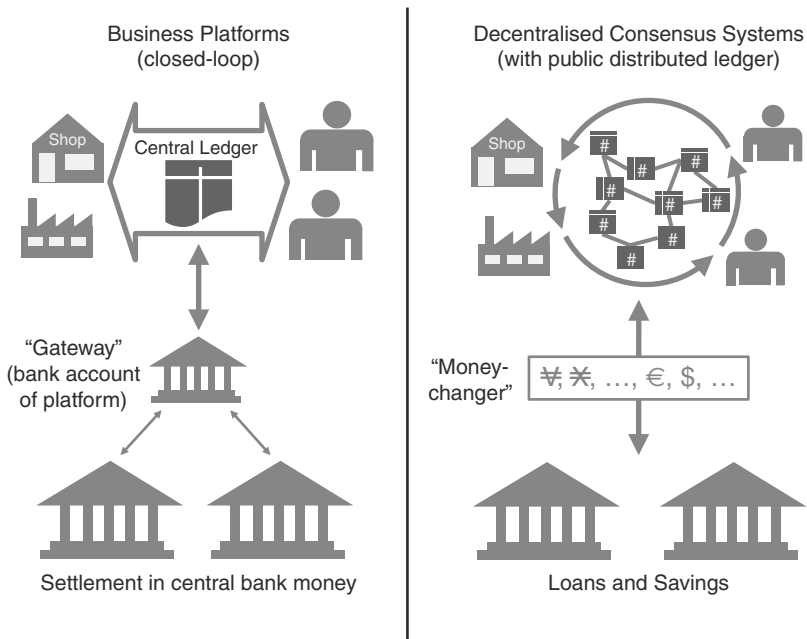 Business Platforms
(closed-loop)
Shop
Central Ledger
“Gateway”
(bank account
of platform)
Settlement in central bank money
Decentralised Consensus Systems
(with public distributed ledger)
Shop
#
#
#
#
#
#
#
#
#
“Money-
changer”
, …, €, $, …
Loans and Savings